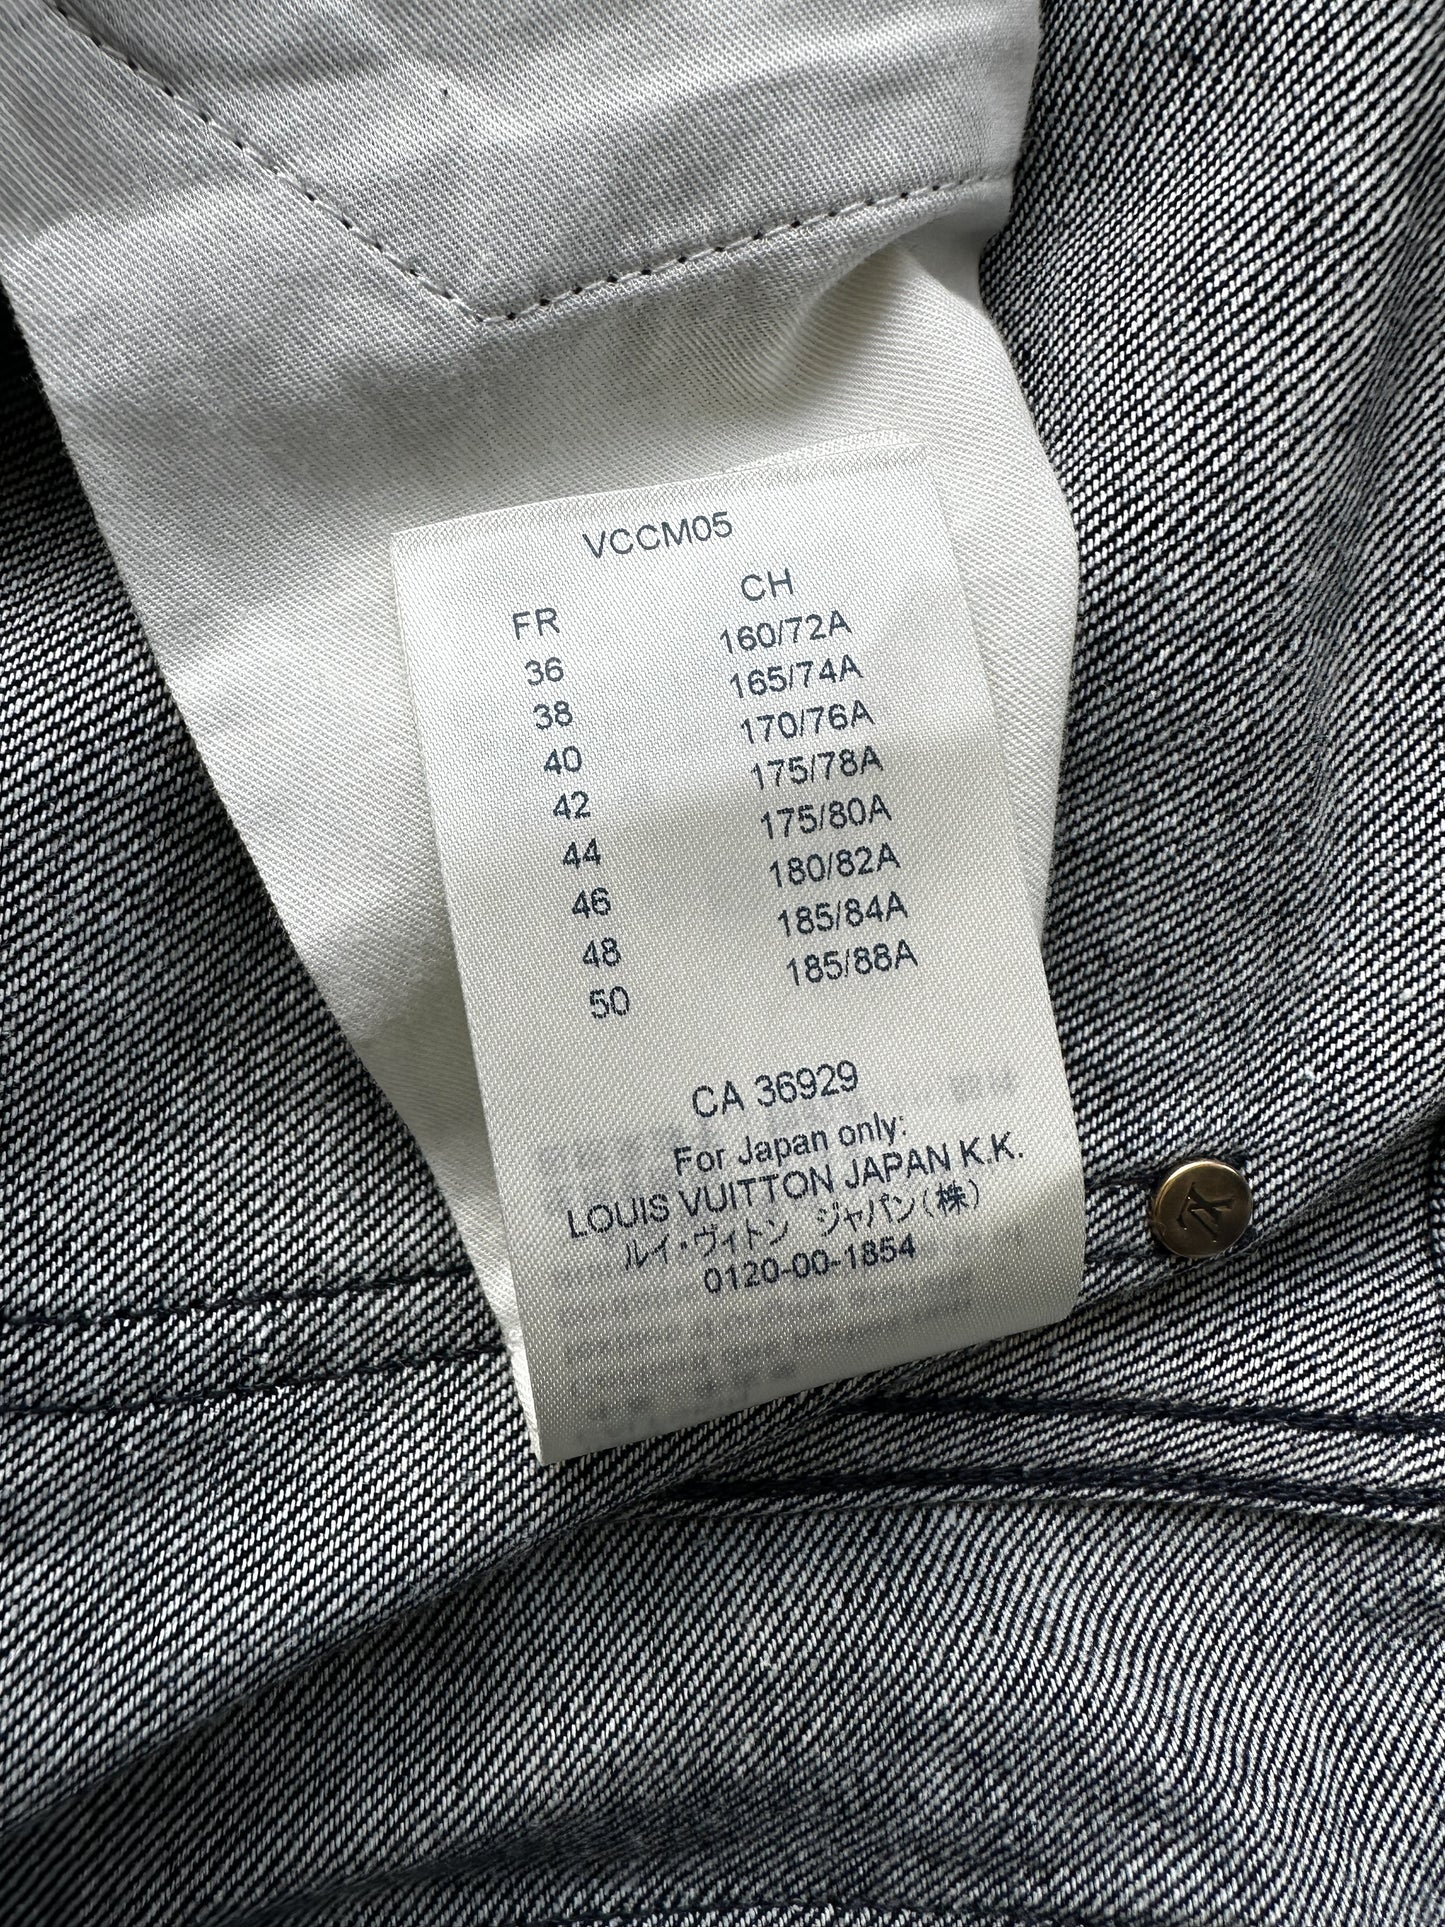 VCCM05
FR CH
36 160/72A
38 165/74A
40 170/76A
42 175/78A
44 175/80A
46 180/82A
48 185/84A
50 185/88A
CA 36929
For Japan only:
LOUIS VUITTON JAPAN K.K.
ルイ・ヴィトン ジャパン(株)
0120-00-1854
LV